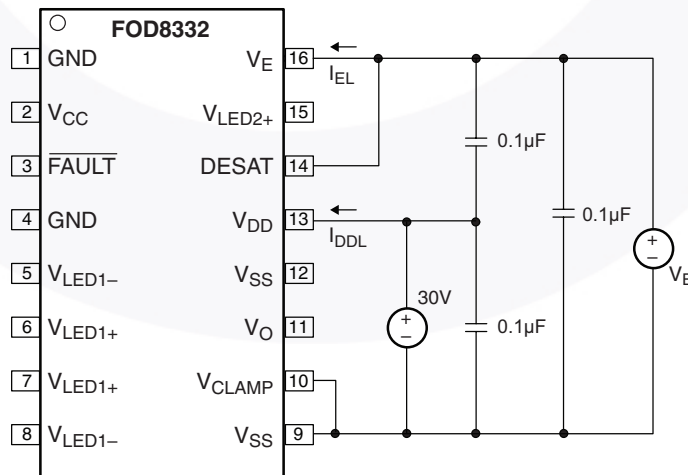 FOD8332
1 GND
2 VCC
3 FAULT
4 GND
5 VLED1–
6 VLED1+
7 VLED1+
8 VLED1–
VE 16
VLED2+ 15
DESAT 14
VDD 13
VSS 12
VO 11
VCLAMP 10
VSS 9
IEL
IDDL
0.1µF
0.1µF
0.1µF
30V
+
–
+
–
VE